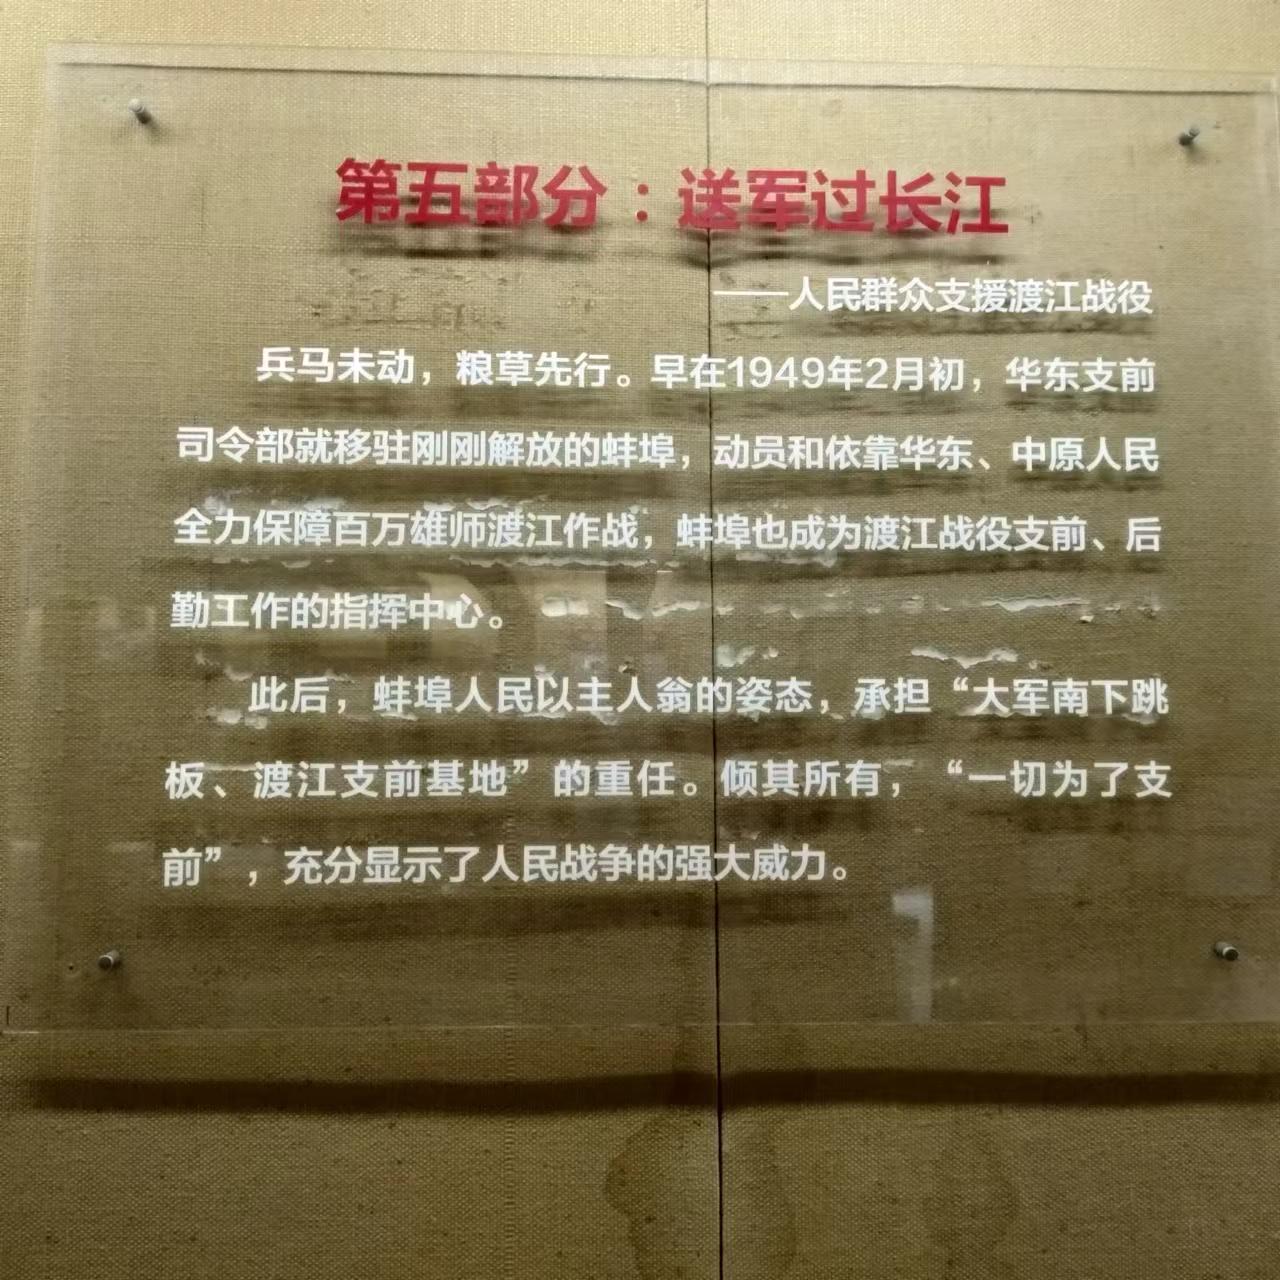 第五部分：送军过长江
——人民群众支援渡江战役
兵马未动，粮草先行。早在1949年2月初，华东支前
司令部就移驻刚刚解放的蚌埠，动员和依靠华东、中原人民
全力保障百万雄师渡江作战，蚌埠也成为渡江战役支前、后
勤工作的指挥中心。
此后，蚌埠人民以主人翁的姿态，承担“大军南下跳
板、渡江支前基地”的重任。倾其所有，“一切为了支
前”，充分显示了人民战争的强大威力。